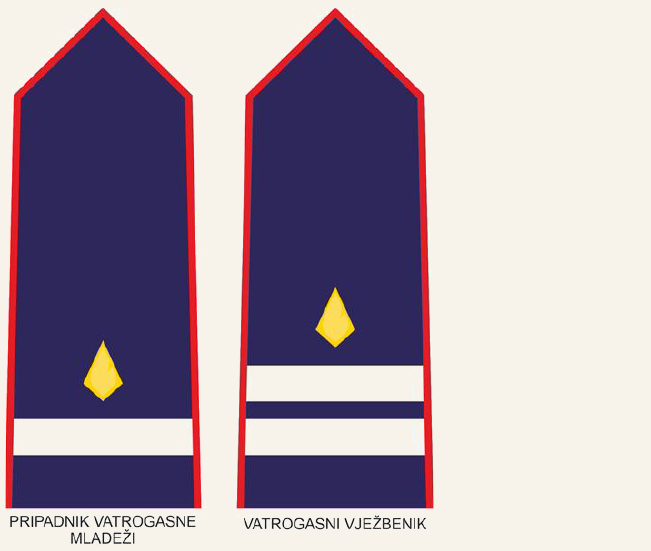 PRIPADNIK VATROGASNE
MLADEŽI
VATROGASNI VJEŽBENIK